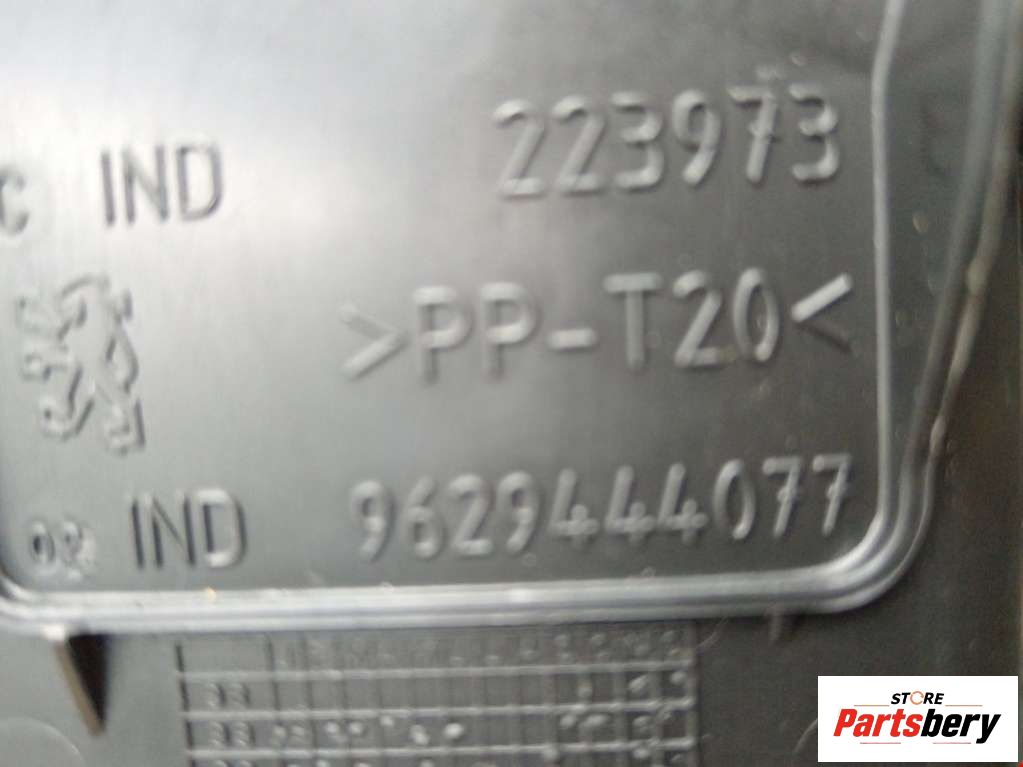 C IND 223973
>PP-T20<
IND 9629444077
STORE
Partsbery